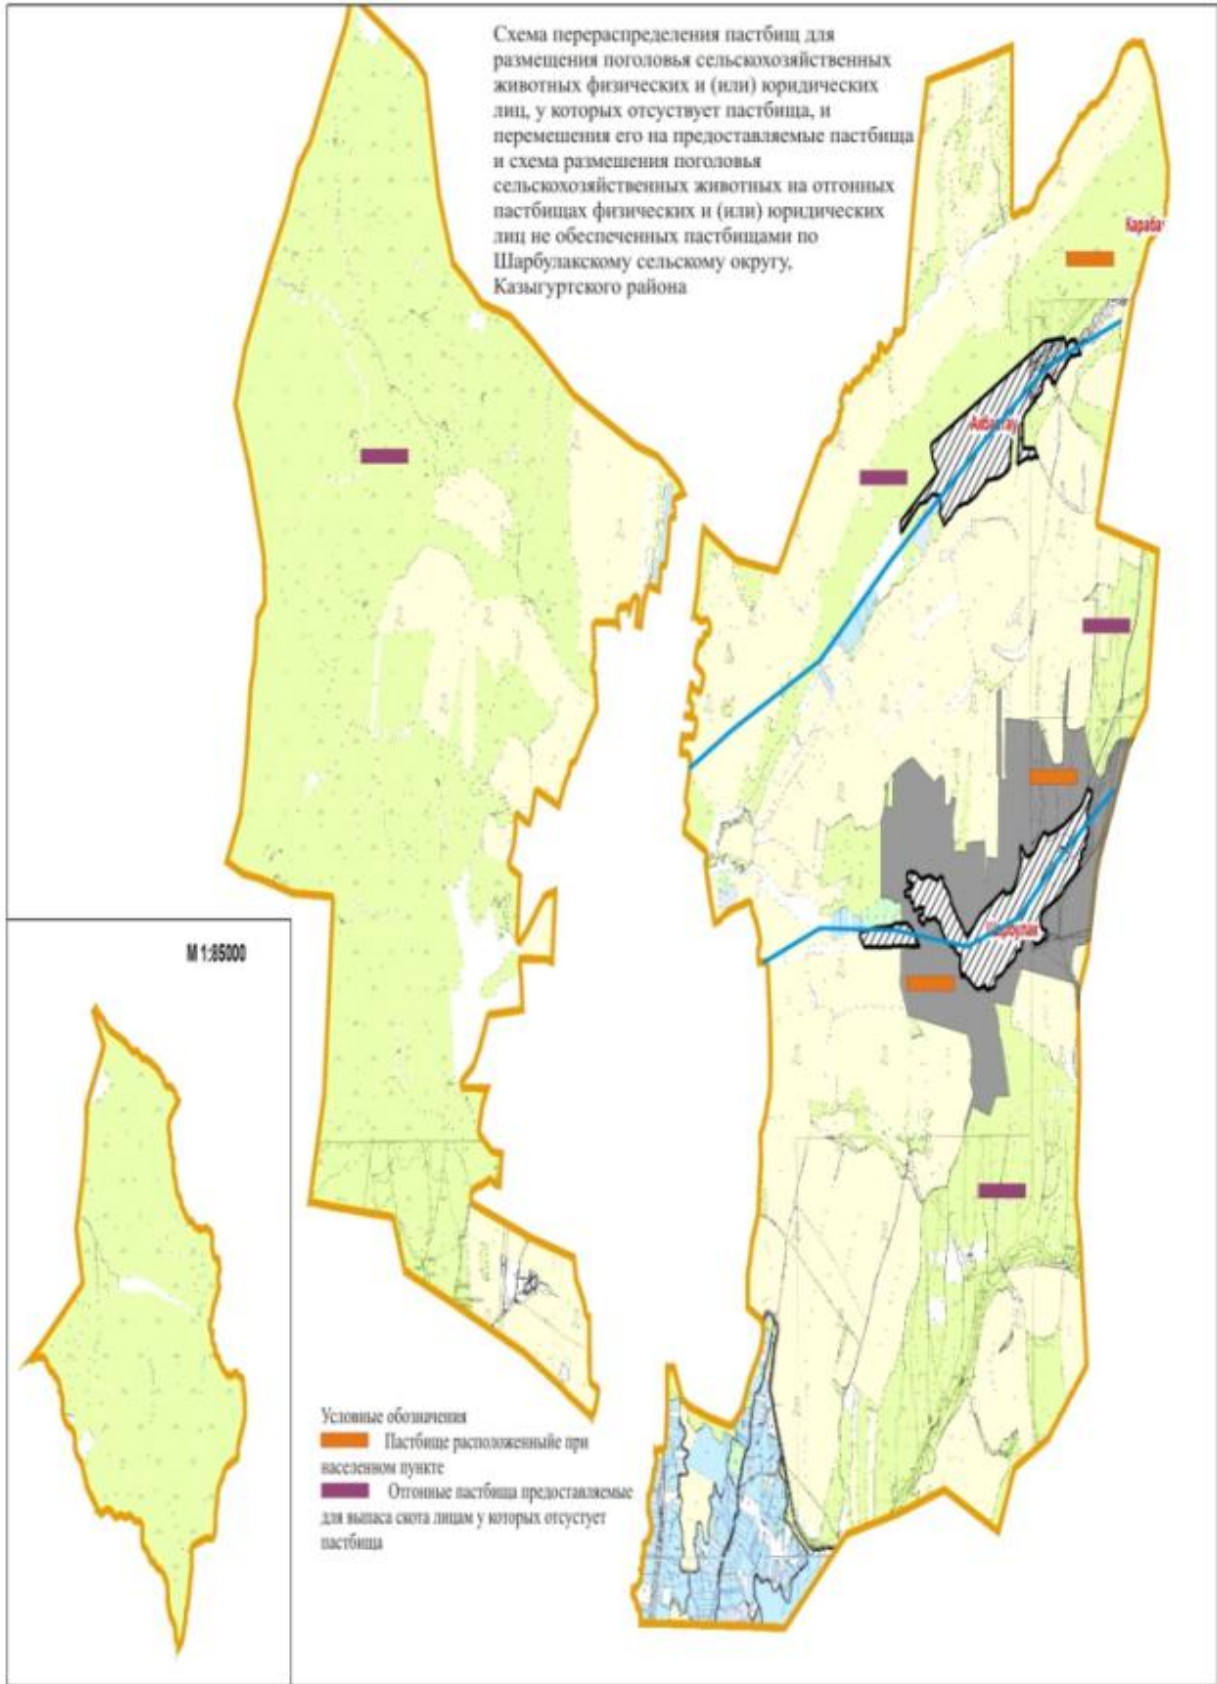 Схема перераспределения пастбищ для
размещения поголовья сельскохозяйственных
животных физических и (или) юридических
лиц, у которых отсуствует пастбища, и
перемешения его на предоставляемые пастбища
и схема размешения поголовья
сельскохозяйственных животных на отгонных
пастбищах физических и (или) юридических
лиц не обеспеченных пастбищами по
Шарбулакскому сельскому округу,
Казыгуртского района
М 1:85000
Условные обозначения
Пастбище расположенныйе при
населенном пункте
Отгонные пастбища предоставляемые
для выпаса скота лицам у которых отсустует
пастбища